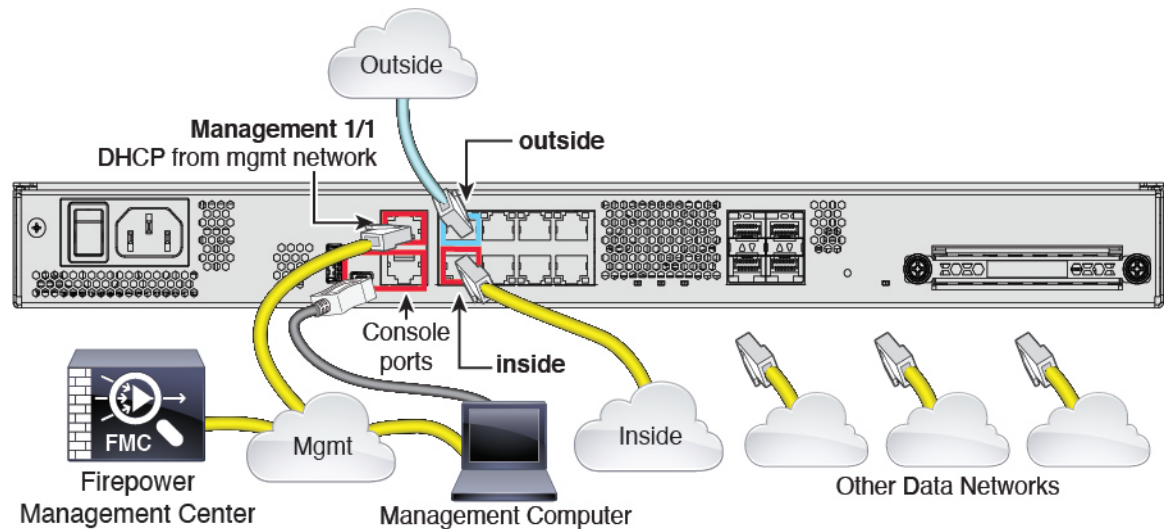 Outside
Management 1/1
DHCP from mgmt network
outside
Console
ports
inside
FMC
Mgmt
Inside
Firepower
Management Center
Management Computer
Other Data Networks